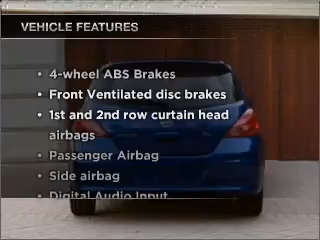 VEHICLE FEATURES
• 4-wheel ABS Brakes
• Front Ventilated disc brakes
• 1st and 2nd row curtain head
airbags
• Passenger Airbag
• Side airbag
• Digital Audio Input